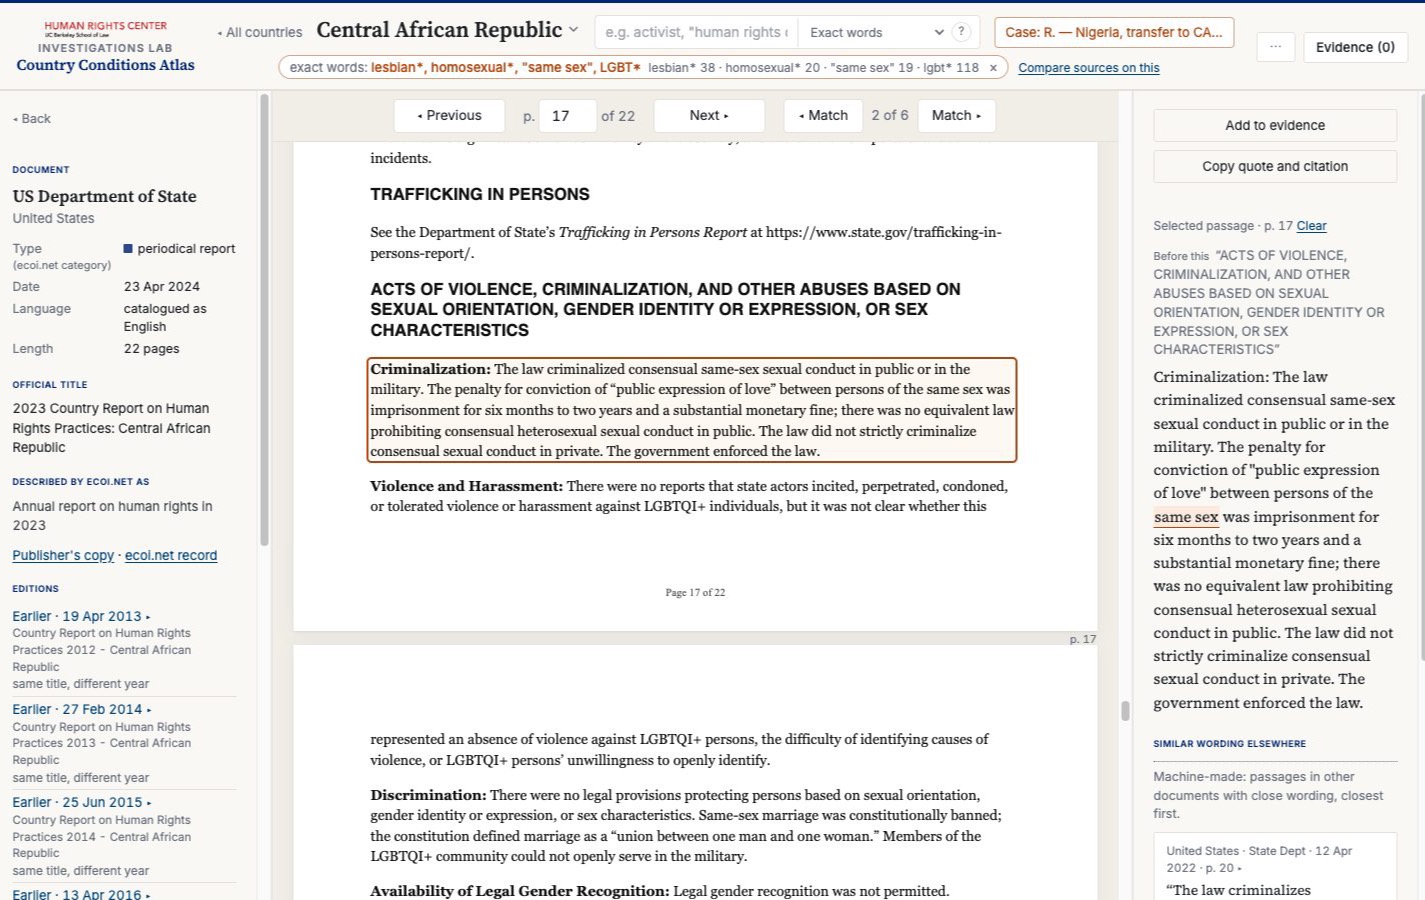 HUMAN RIGHTS CENTER
UC Berkeley School of Law
INVESTIGATIONS LAB
Country Conditions Atlas
All countries
Central African Republic
e.g. activist, "human rights
Exact words
?
Case: R. — Nigeria, transfer to CA...
...
Evidence (0)
exact words: lesbian*, homosexual*, "same sex", LGBT* lesbian* 38 · homosexual* 20 · "same sex" 19 · lgbt* 118 ×
Compare sources on this
Back
DOCUMENT
US Department of State
United States
Type periodical report
(ecoi.net category)
Date 23 Apr 2024
Language catalogued as
English
Length 22 pages
OFFICIAL TITLE
2023 Country Report on Human
Rights Practices: Central African
Republic
DESCRIBED BY ECOI.NET AS
Annual report on human rights in
2023
Publisher's copy · ecoi.net record
EDITIONS
Earlier · 19 Apr 2013
Country Report on Human Rights
Practices 2012 - Central African
Republic
same title, different year
Earlier · 27 Feb 2014
Country Report on Human Rights
Practices 2013 - Central African
Republic
same title, different year
Earlier · 25 Jun 2015
Country Report on Human Rights
Practices 2014 - Central African
Republic
same title, different year
Earlier · 13 Apr 2016
Previous
p. 17 of 22
Next
Match
2 of 6
Match
incidents.
TRAFFICKING IN PERSONS
See the Department of State’s Trafficking in Persons Report at https://www.state.gov/trafficking-in-
persons-report/.
ACTS OF VIOLENCE, CRIMINALIZATION, AND OTHER ABUSES BASED ON
SEXUAL ORIENTATION, GENDER IDENTITY OR EXPRESSION, OR SEX
CHARACTERISTICS
Criminalization: The law criminalized consensual same-sex sexual conduct in public or in the
military. The penalty for conviction of “public expression of love” between persons of the same sex was
imprisonment for six months to two years and a substantial monetary fine; there was no equivalent law
prohibiting consensual heterosexual sexual conduct in public. The law did not strictly criminalize
consensual sexual conduct in private. The government enforced the law.
Violence and Harassment: There were no reports that state actors incited, perpetrated, condoned,
or tolerated violence or harassment against LGBTQI+ individuals, but it was not clear whether this
Page 17 of 22
p. 17
represented an absence of violence against LGBTQI+ persons, the difficulty of identifying causes of
violence, or LGBTQI+ persons’ unwillingness to openly identify.
Discrimination: There were no legal provisions protecting persons based on sexual orientation,
gender identity or expression, or sex characteristics. Same-sex marriage was constitutionally banned;
the constitution defined marriage as a “union between one man and one woman.” Members of the
LGBTQI+ community could not openly serve in the military.
Availability of Legal Gender Recognition: Legal gender recognition was not permitted.
Add to evidence
Copy quote and citation
Selected passage · p. 17 Clear
Before this “ACTS OF VIOLENCE,
CRIMINALIZATION, AND OTHER
ABUSES BASED ON SEXUAL
ORIENTATION, GENDER IDENTITY OR
EXPRESSION, OR SEX
CHARACTERISTICS”
Criminalization: The law
criminalized consensual same-sex
sexual conduct in public or in the
military. The penalty for
conviction of "public expression
of love" between persons of the
same sex was imprisonment for
six months to two years and a
substantial monetary fine; there
was no equivalent law prohibiting
consensual heterosexual sexual
conduct in public. The law did not
strictly criminalize consensual
sexual conduct in private. The
government enforced the law.
SIMILAR WORDING ELSEWHERE
Machine-made: passages in other
documents with close wording, closest
first.
United States · State Dept · 12 Apr
2022 · p. 20
“The law criminalizes